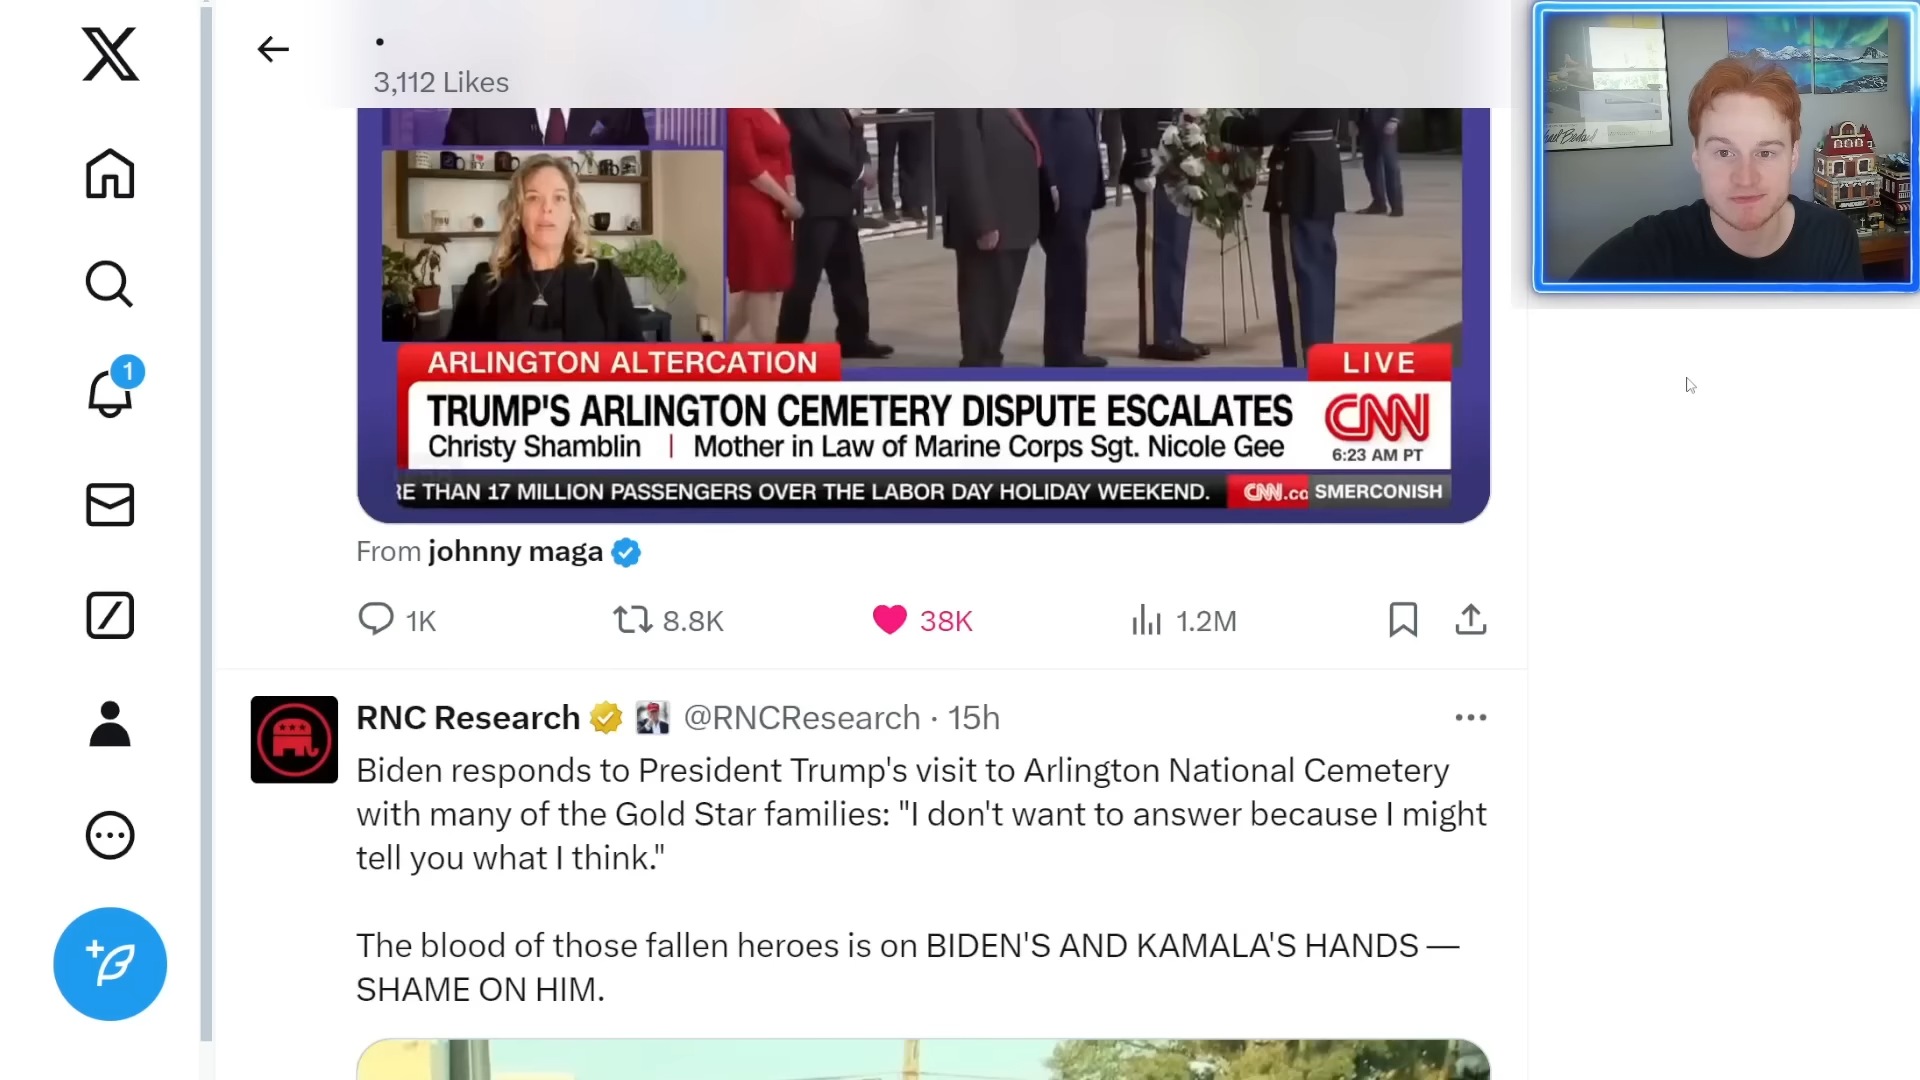 3,112 Likes
ARLINGTON ALTERCATION
LIVE
TRUMP'S ARLINGTON CEMETERY DISPUTE ESCALATES
Christy Shamblin | Mother in Law of Marine Corps Sgt. Nicole Gee
CNN
6:23 AM PT
RE THAN 17 MILLION PASSENGERS OVER THE LABOR DAY HOLIDAY WEEKEND.
CNN.co
SMERCONISH
From johnny maga
1K
8.8K
38K
1.2M
1
RNC Research @RNCResearch · 15h
Biden responds to President Trump's visit to Arlington National Cemetery
with many of the Gold Star families: "I don't want to answer because I might
tell you what I think."
The blood of those fallen heroes is on BIDEN'S AND KAMALA'S HANDS —
SHAME ON HIM.